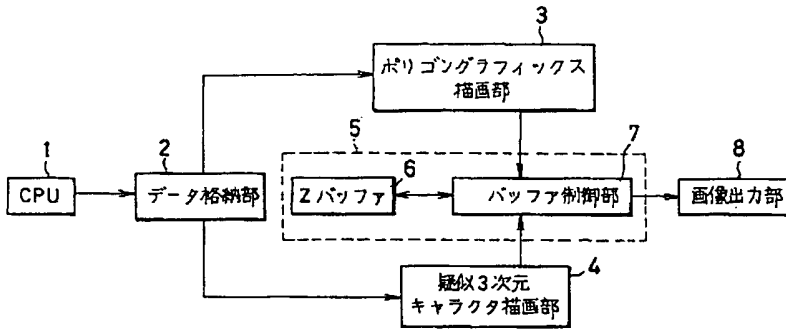 3
ポリゴングラフィックス
描画部
5
7
1
2
6
8
CPU
データ格納部
Zバッファ
バッファ制御部
画像出力部
疑似3次元
キャラクタ描画部
4